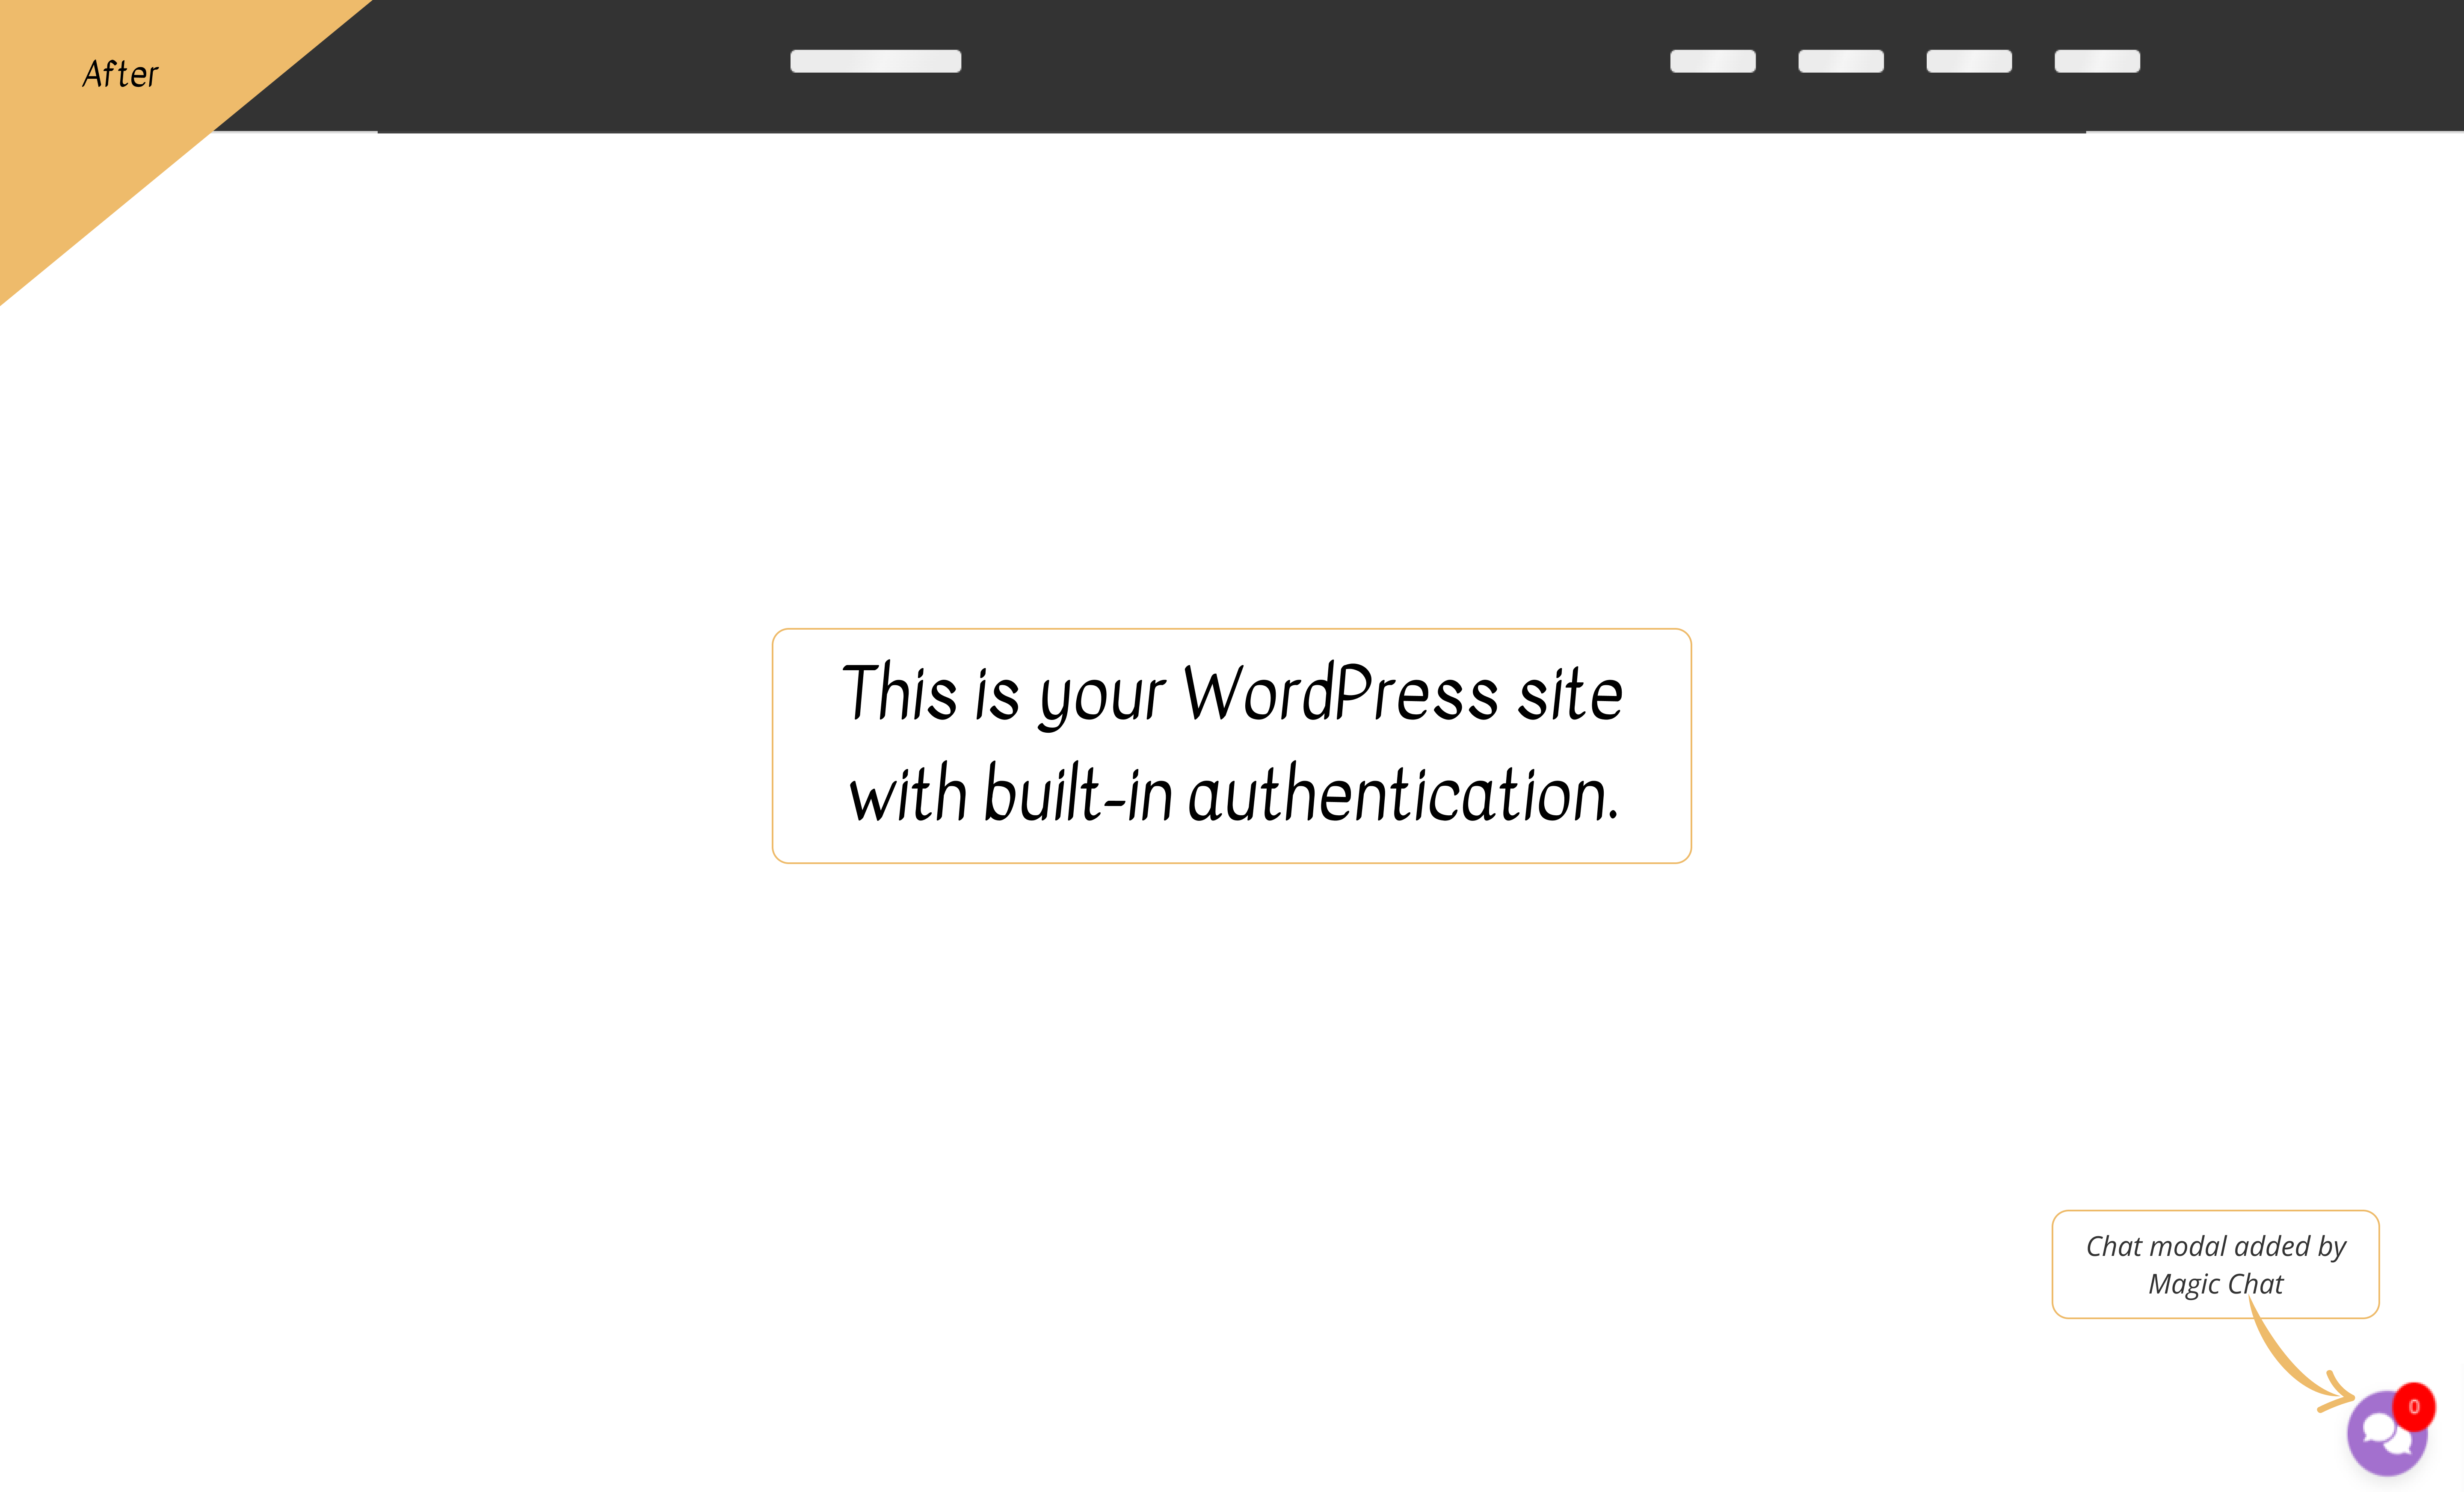 After
This is your WordPress site
with built-in authentication.
Chat modal added by
Magic Chat
0